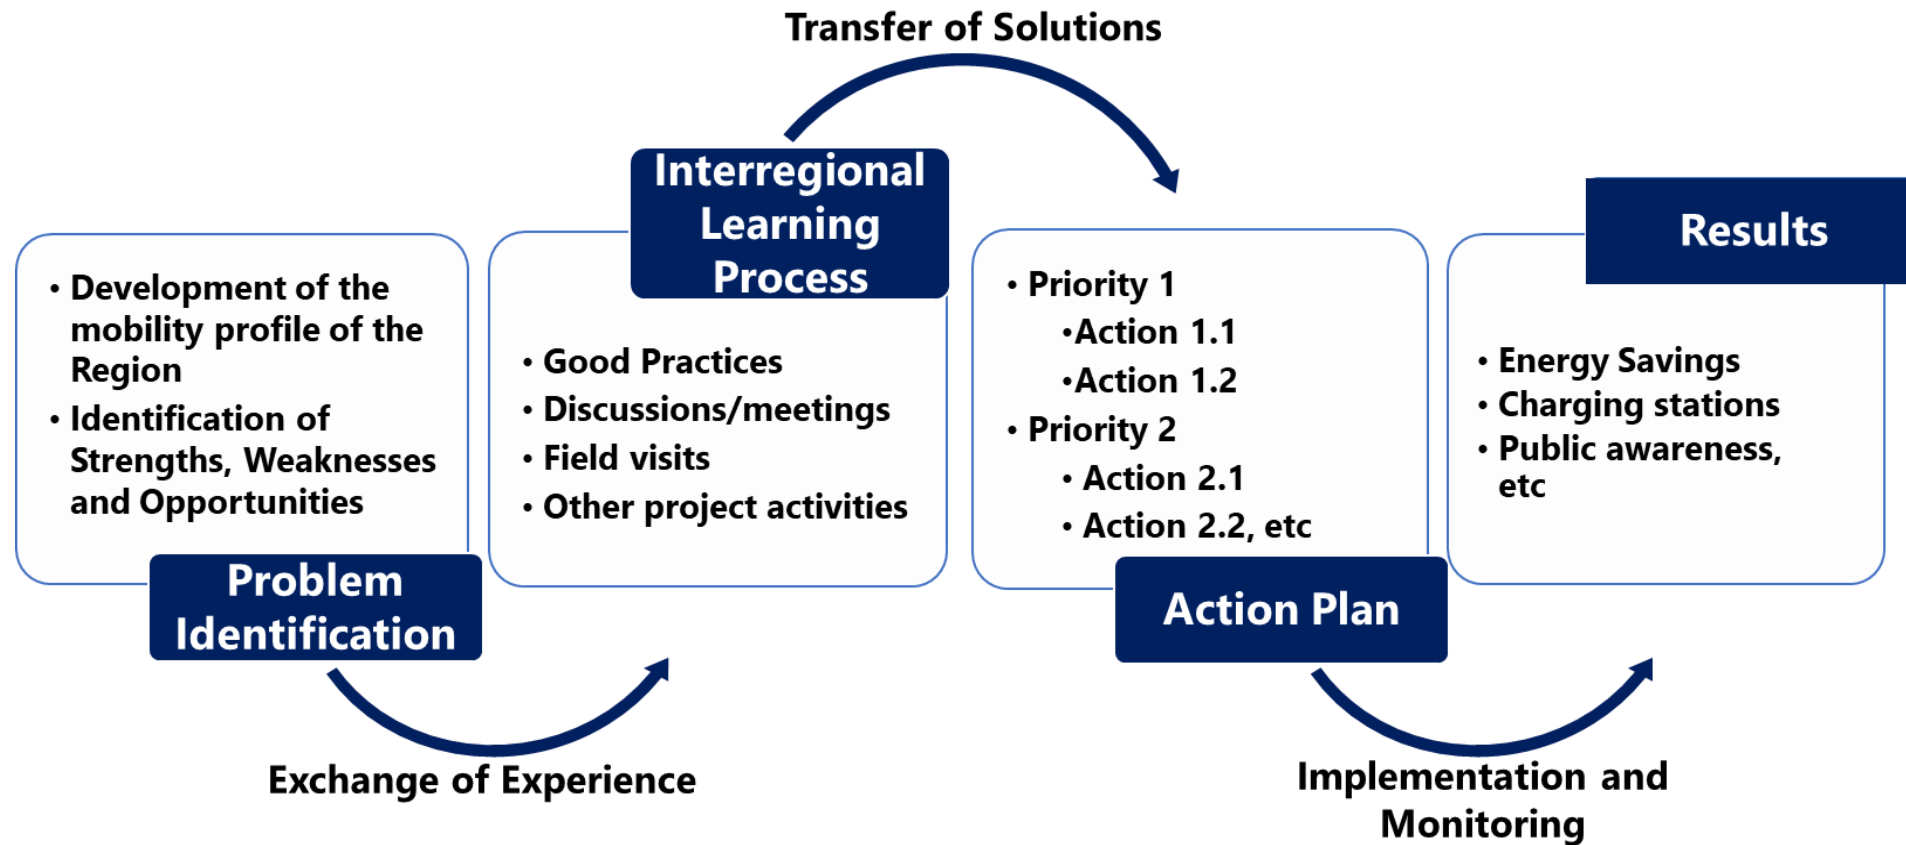 Transfer of Solutions
• Development of the
mobility profile of the
Region
• Identification of
Strengths, Weaknesses
and Opportunities
Problem
Identification
Exchange of Experience
Interregional
Learning
Process
• Good Practices
• Discussions/meetings
• Field visits
• Other project activities
• Priority 1
•Action 1.1
•Action 1.2
• Priority 2
• Action 2.1
• Action 2.2, etc
Action Plan
Implementation and
Monitoring
Results
• Energy Savings
• Charging stations
• Public awareness,
etc